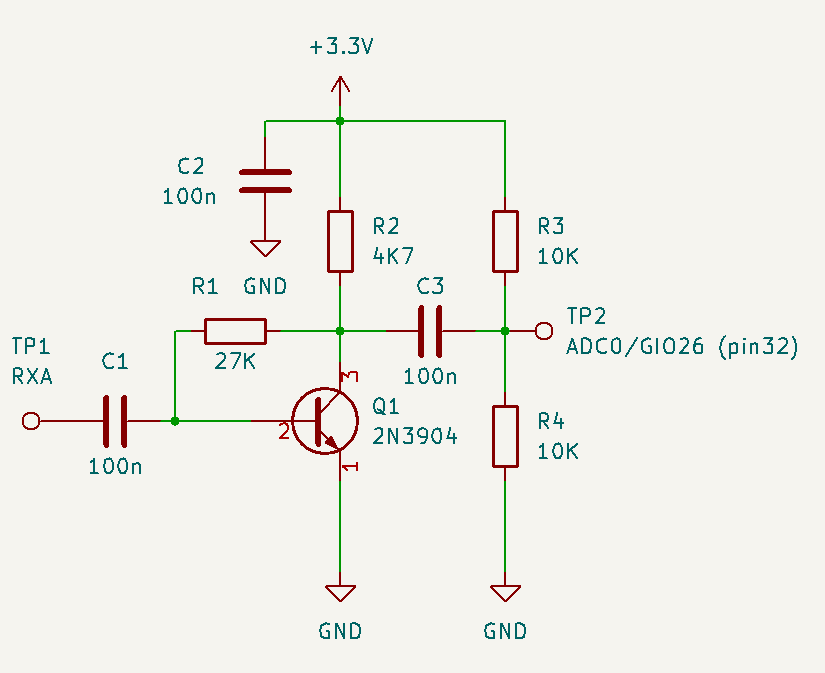 +3.3V
C2
100n
GND
R2
4K7
R3
10K
R1
27K
C3
100n
TP1
RXA
C1
100n
TP2
ADC0/GIO26 (pin32)
3
2
1
Q1
2N3904
R4
10K
GND
GND